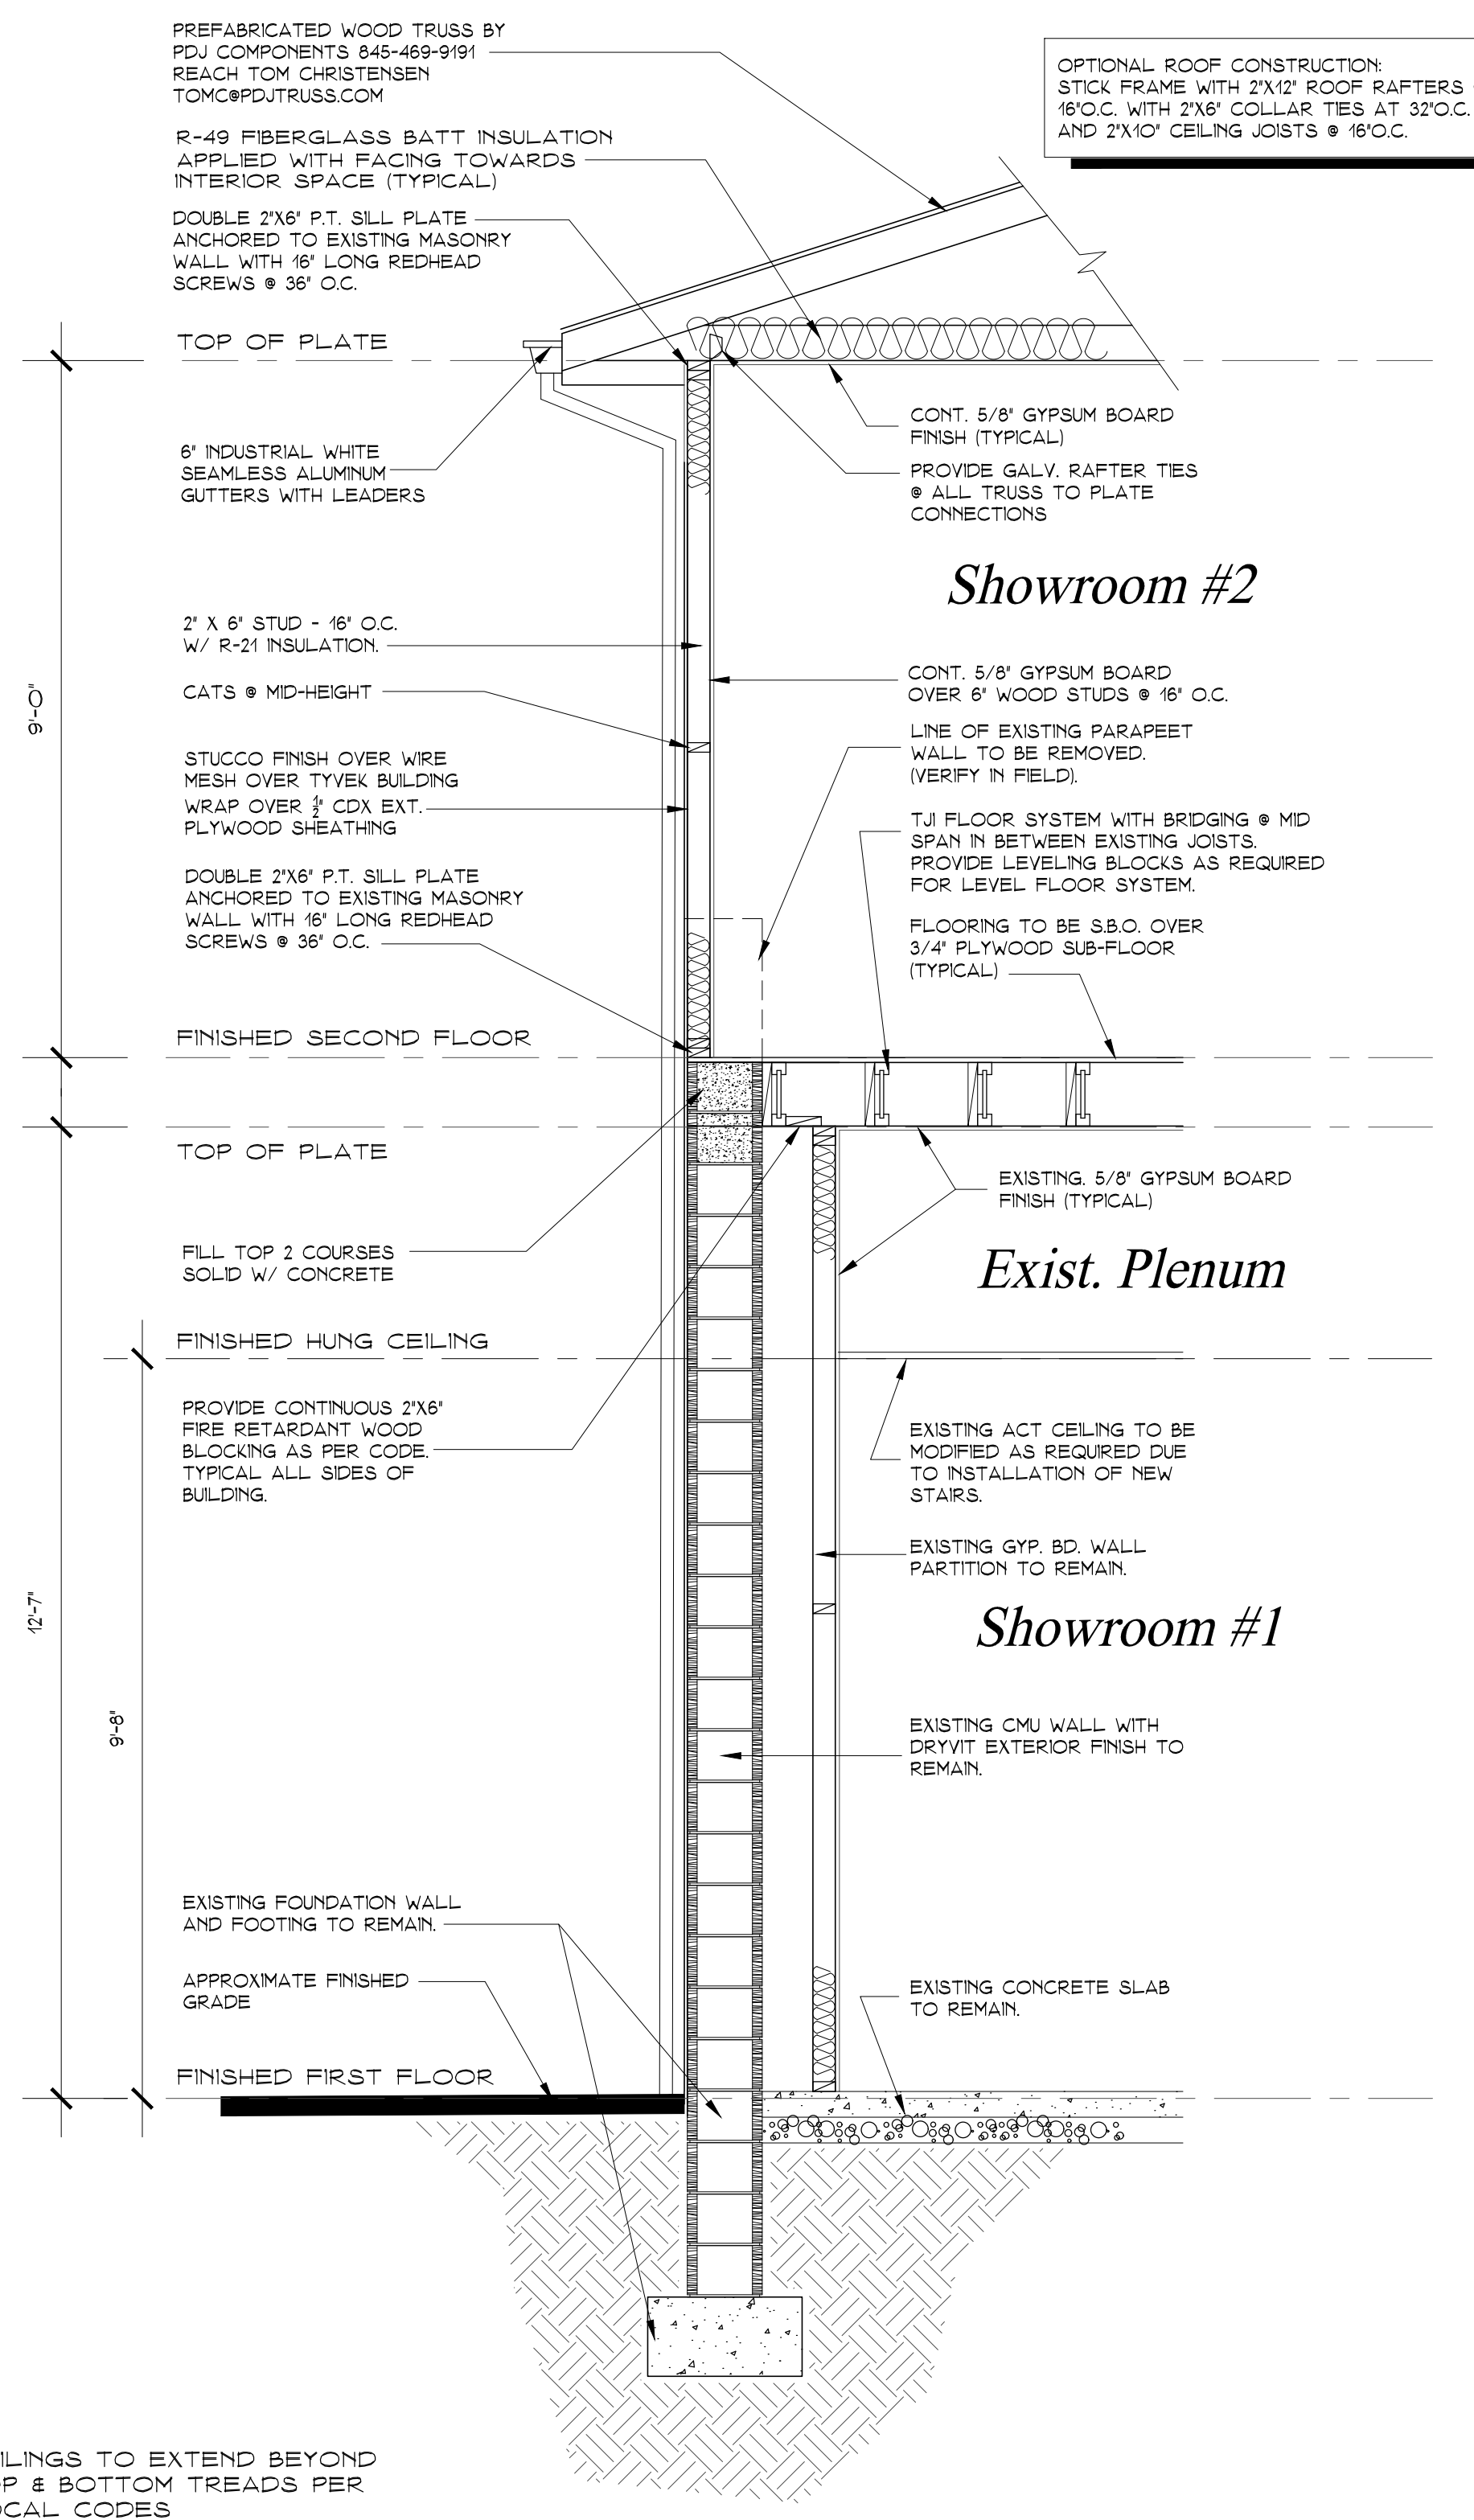 PREFABRICATED WOOD TRUSS BY
PDJ COMPONENTS 845-469-9191
REACH TOM CHRISTENSEN
TOMC@PDJTRUSS.COM
OPTIONAL ROOF CONSTRUCTION:
STICK FRAME WITH 2"X12" ROOF RAFTERS
16"O.C. WITH 2"X6" COLLAR TIES AT 32"O.C.
AND 2"X10" CEILING JOISTS @ 16"O.C.
R-49 FIBERGLASS BATT INSULATION
APPLIED WITH FACING TOWARDS
INTERIOR SPACE (TYPICAL)
DOUBLE 2"X6" P.T. SILL PLATE
ANCHORED TO EXISTING MASONRY
WALL WITH 16" LONG REDHEAD
SCREWS @ 36" O.C.
TOP OF PLATE
CONT. 5/8" GYPSUM BOARD
FINISH (TYPICAL)
6" INDUSTRIAL WHITE
SEAMLESS ALUMINUM
GUTTERS WITH LEADERS
PROVIDE GALV. RAFTER TIES
@ ALL TRUSS TO PLATE
CONNECTIONS
Showroom #2
2" X 6" STUD - 16" O.C.
W/ R-21 INSULATION.
CONT. 5/8" GYPSUM BOARD
OVER 6" WOOD STUDS @ 16" O.C.
CATS @ MID-HEIGHT
9'-0"
LINE OF EXISTING PARAPEET
WALL TO BE REMOVED.
(VERIFY IN FIELD).
STUCCO FINISH OVER WIRE
MESH OVER TYVEK BUILDING
WRAP OVER 1/2" CDX EXT.
PLYWOOD SHEATHING
TJI FLOOR SYSTEM WITH BRIDGING @ MID
SPAN IN BETWEEN EXISTING JOISTS.
PROVIDE LEVELING BLOCKS AS REQUIRED
FOR LEVEL FLOOR SYSTEM.
DOUBLE 2"X6" P.T. SILL PLATE
ANCHORED TO EXISTING MASONRY
WALL WITH 16" LONG REDHEAD
SCREWS @ 36" O.C.
FLOORING TO BE S.B.O. OVER
3/4" PLYWOOD SUB-FLOOR
(TYPICAL)
FINISHED SECOND FLOOR
TOP OF PLATE
EXISTING. 5/8" GYPSUM BOARD
FINISH (TYPICAL)
FILL TOP 2 COURSES
SOLID W/ CONCRETE
Exist. Plenum
FINISHED HUNG CEILING
PROVIDE CONTINUOUS 2"X6"
FIRE RETARDANT WOOD
BLOCKING AS PER CODE.
TYPICAL ALL SIDES OF
BUILDING.
EXISTING ACT CEILING TO BE
MODIFIED AS REQUIRED DUE
TO INSTALLATION OF NEW
STAIRS.
EXISTING GYP. BD. WALL
PARTITION TO REMAIN.
12'-7"
Showroom #1
9'-8"
EXISTING CMU WALL WITH
DRYVIT EXTERIOR FINISH TO
REMAIN.
EXISTING FOUNDATION WALL
AND FOOTING TO REMAIN.
APPROXIMATE FINISHED
GRADE
EXISTING CONCRETE SLAB
TO REMAIN.
FINISHED FIRST FLOOR
ILINGS TO EXTEND BEYOND
OP & BOTTOM TREADS PER
OCAL CODES